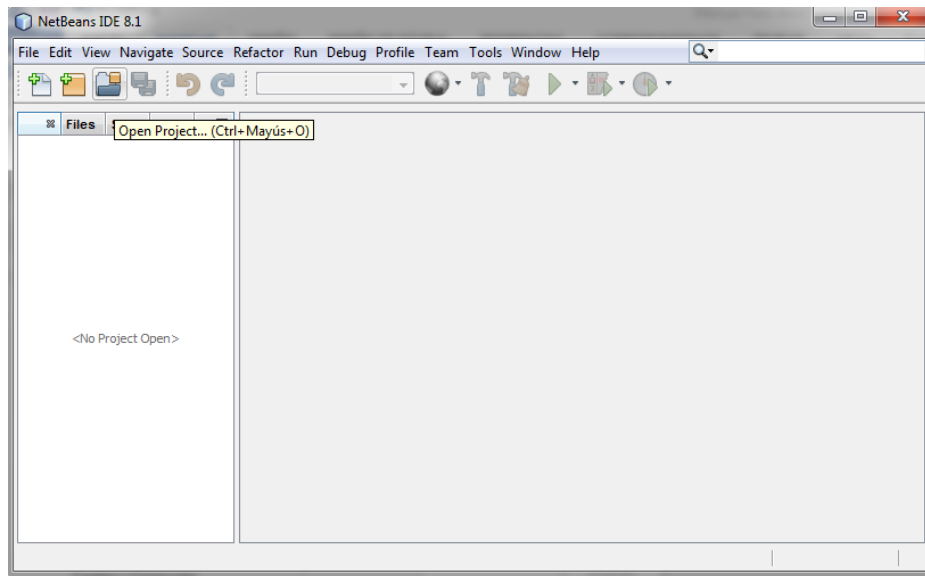 NetBeans IDE 8.1
File Edit View Navigate Source Refactor Run Debug Profile Team Tools Window Help
Files
Open Project... (Ctrl+Mayús+O)
<No Project Open>